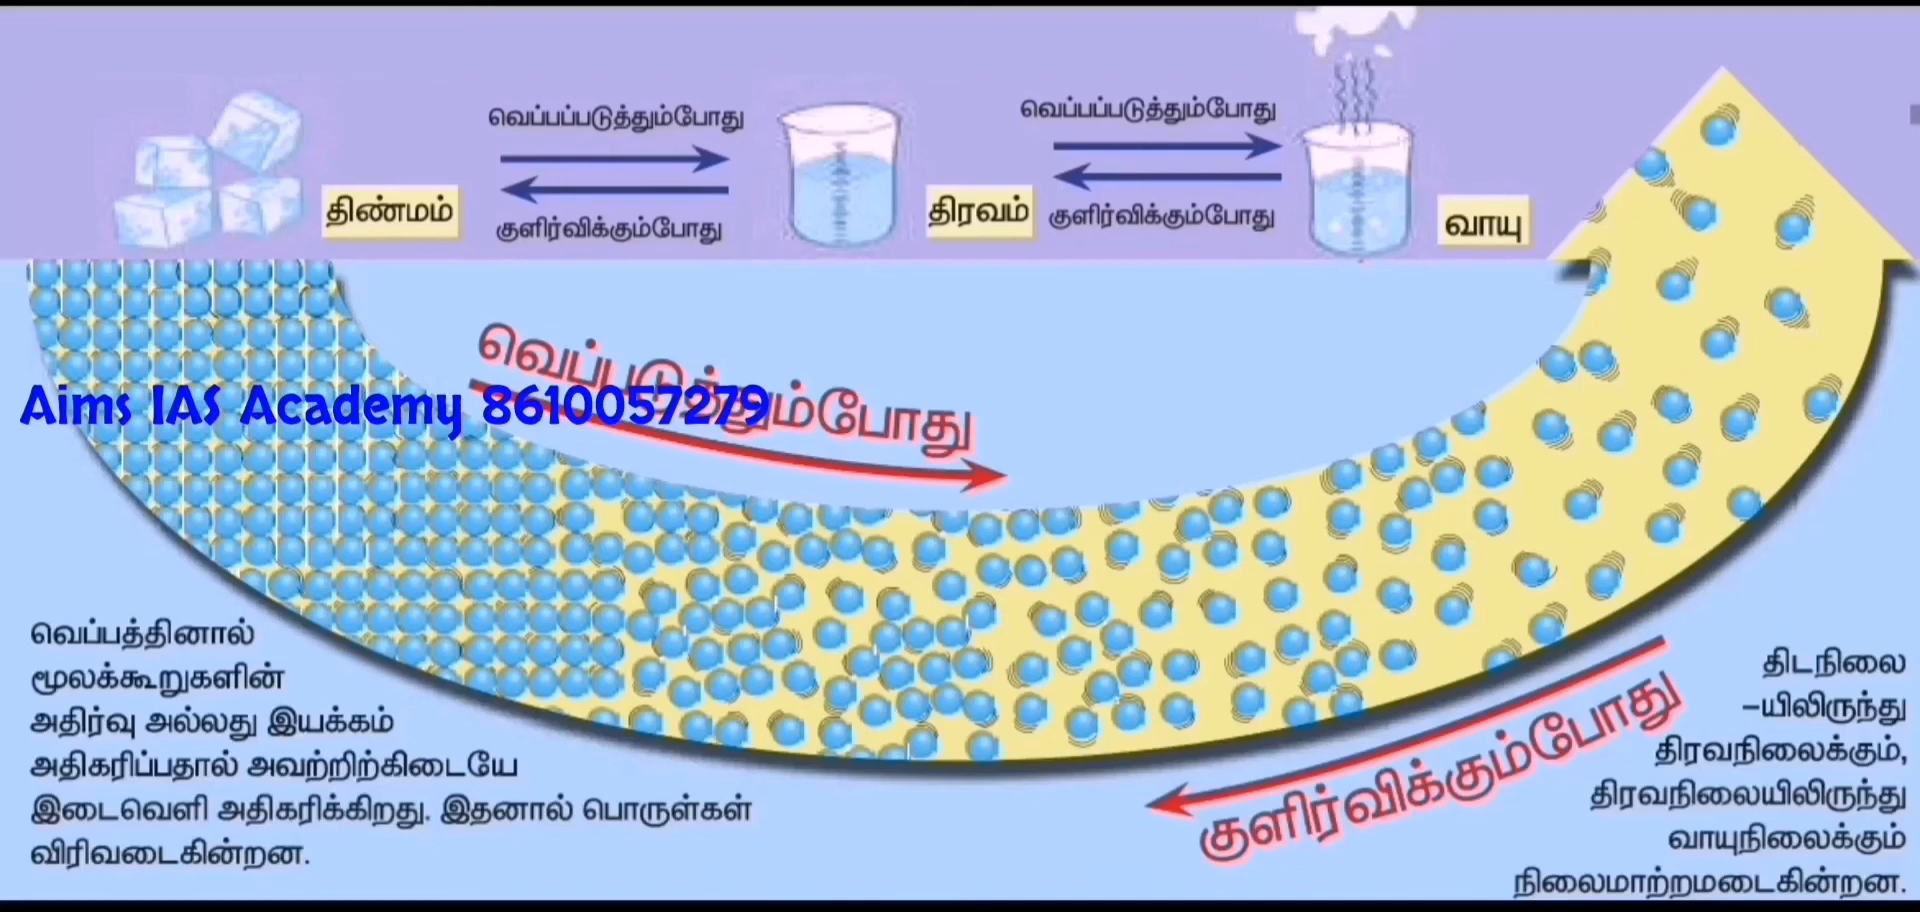 வெப்பப்படுத்தும்போது
வெப்பப்படுத்தும்போது
திண்மம்
திரவம்
வாயு
குளிர்விக்கும்போது
குளிர்விக்கும்போது
வெப்படுத்தும்போது
Aims IAS Academy 8610057279
குளிர்விக்கும்போது
வெப்பத்தினால்
மூலக்கூறுகளின்
அதிர்வு அல்லது இயக்கம்
அதிகரிப்பதால் அவற்றிற்கிடையே
இடைவெளி அதிகரிக்கிறது. இதனால் பொருள்கள்
விரிவடைகின்றன.
திடநிலை
-யிலிருந்து
திரவநிலைக்கும்,
திரவநிலையிலிருந்து
வாயுநிலைக்கும்
நிலைமாற்றமடைகின்றன.